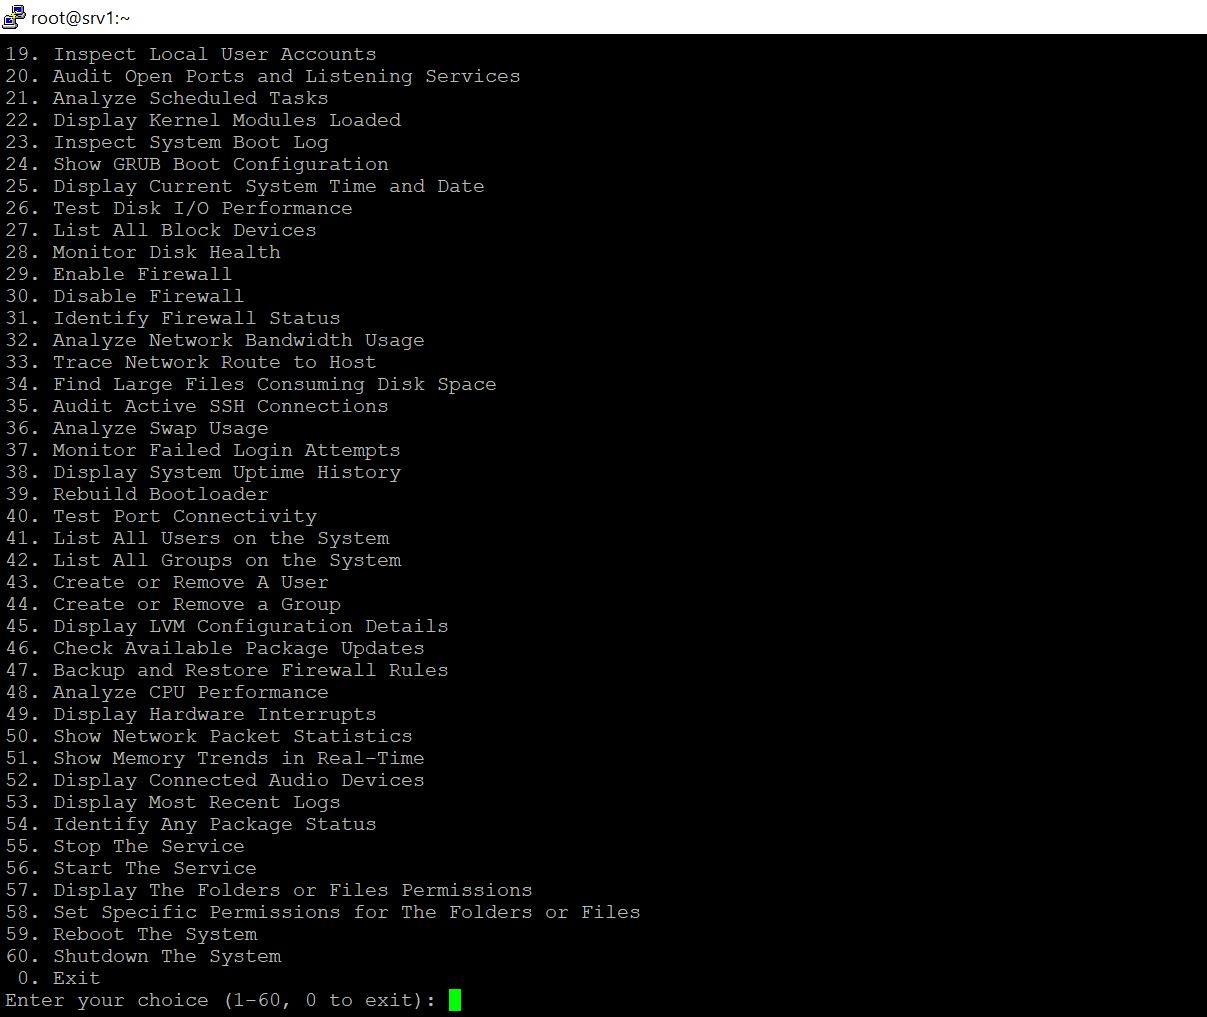 root@srv1:~
19. Inspect Local User Accounts
20. Audit Open Ports and Listening Services
21. Analyze Scheduled Tasks
22. Display Kernel Modules Loaded
23. Inspect System Boot Log
24. Show GRUB Boot Configuration
25. Display Current System Time and Date
26. Test Disk I/O Performance
27. List All Block Devices
28. Monitor Disk Health
29. Enable Firewall
30. Disable Firewall
31. Identify Firewall Status
32. Analyze Network Bandwidth Usage
33. Trace Network Route to Host
34. Find Large Files Consuming Disk Space
35. Audit Active SSH Connections
36. Analyze Swap Usage
37. Monitor Failed Login Attempts
38. Display System Uptime History
39. Rebuild Bootloader
40. Test Port Connectivity
41. List All Users on the System
42. List All Groups on the System
43. Create or Remove A User
44. Create or Remove a Group
45. Display LVM Configuration Details
46. Check Available Package Updates
47. Backup and Restore Firewall Rules
48. Analyze CPU Performance
49. Display Hardware Interrupts
50. Show Network Packet Statistics
51. Show Memory Trends in Real-Time
52. Display Connected Audio Devices
53. Display Most Recent Logs
54. Identify Any Package Status
55. Stop The Service
56. Start The Service
57. Display The Folders or Files Permissions
58. Set Specific Permissions for The Folders or Files
59. Reboot The System
60. Shutdown The System
0. Exit
Enter your choice (1-60, 0 to exit):